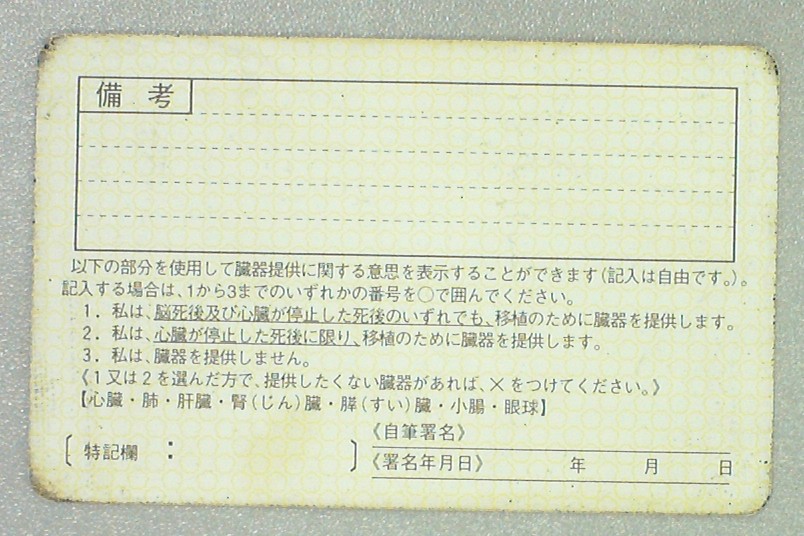 備考
以下の部分を使用して臓器提供に関する意思を表示することができます(記入は自由です。)。
記入する場合は、1から3までのいずれかの番号を○で囲んでください。
1. 私は、脳死後及び心臓が停止した死後のいずれでも、移植のために臓器を提供します。
2. 私は、心臓が停止した死後に限り、移植のために臓器を提供します。
3. 私は、臓器を提供しません。
《1又は2を選んだ方で、提供したくない臓器があれば、×をつけてください。》
【心臓・肺・肝臓・腎(じん)臓・膵(すい)臓・小腸・眼球】
〔特記欄：〕
《自筆署名》
《署名年月日》 年 月 日